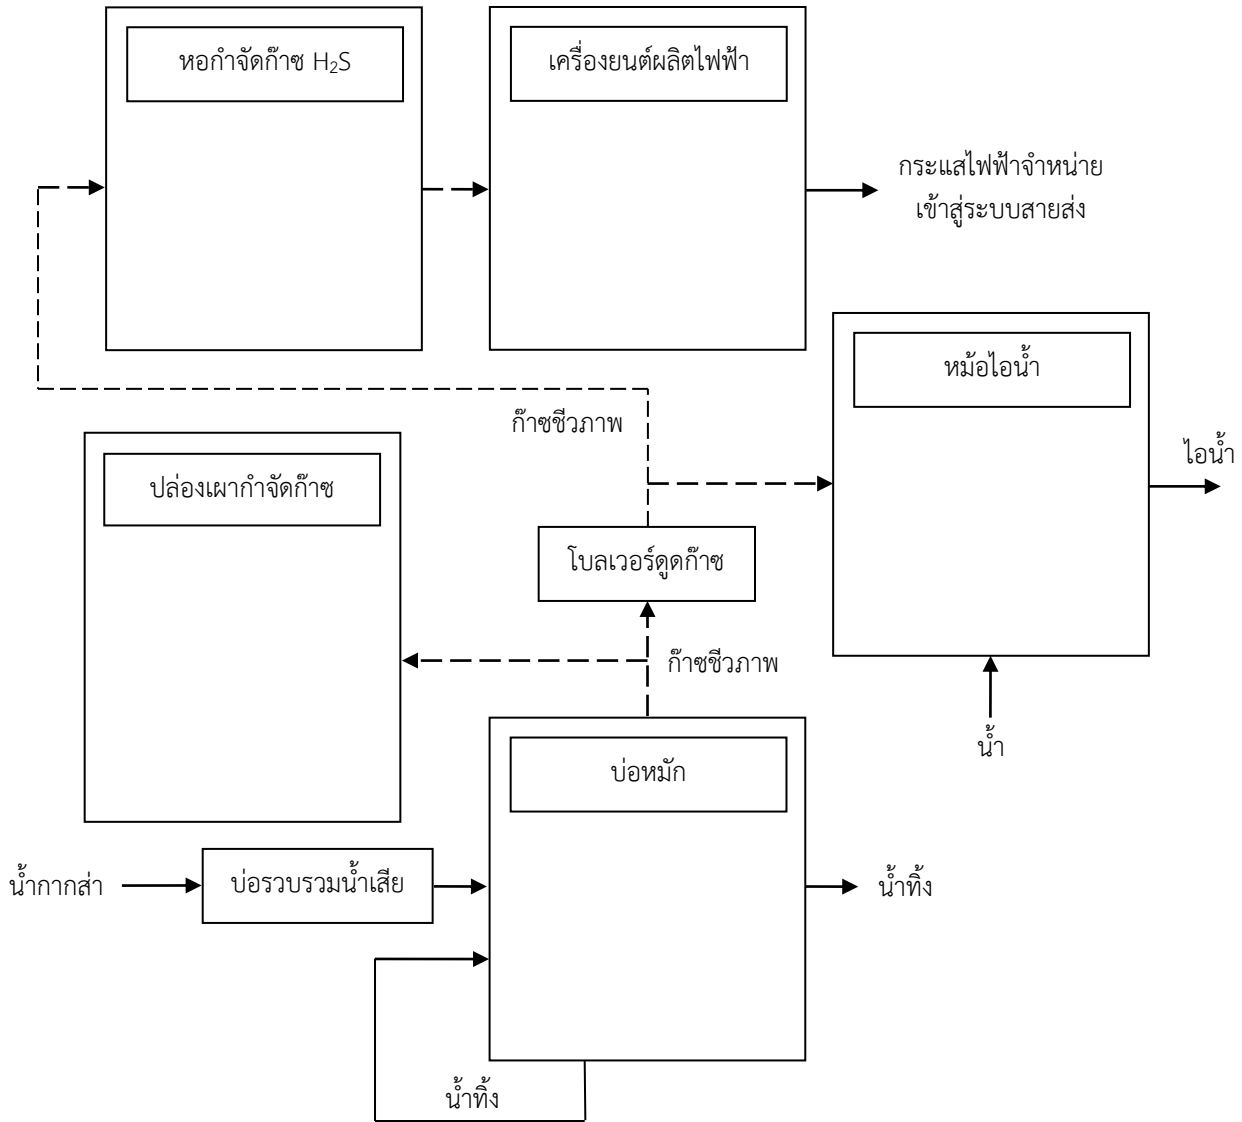 หอกำจัดก๊าซ H₂S
เครื่องยนต์ผลิตไฟฟ้า
กระแสไฟฟ้าจำหน่าย
เข้าสู่ระบบสายส่ง
หม้อไอน้ำ
ก๊าซชีวภาพ
ไอน้ำ
ปล่องเผากำจัดก๊าซ
โบลเวอร์ดูดก๊าซ
ก๊าซชีวภาพ
น้ำ
บ่อหมัก
น้ำกากส่า
บ่อรวบรวมน้ำเสีย
น้ำทิ้ง
น้ำทิ้ง